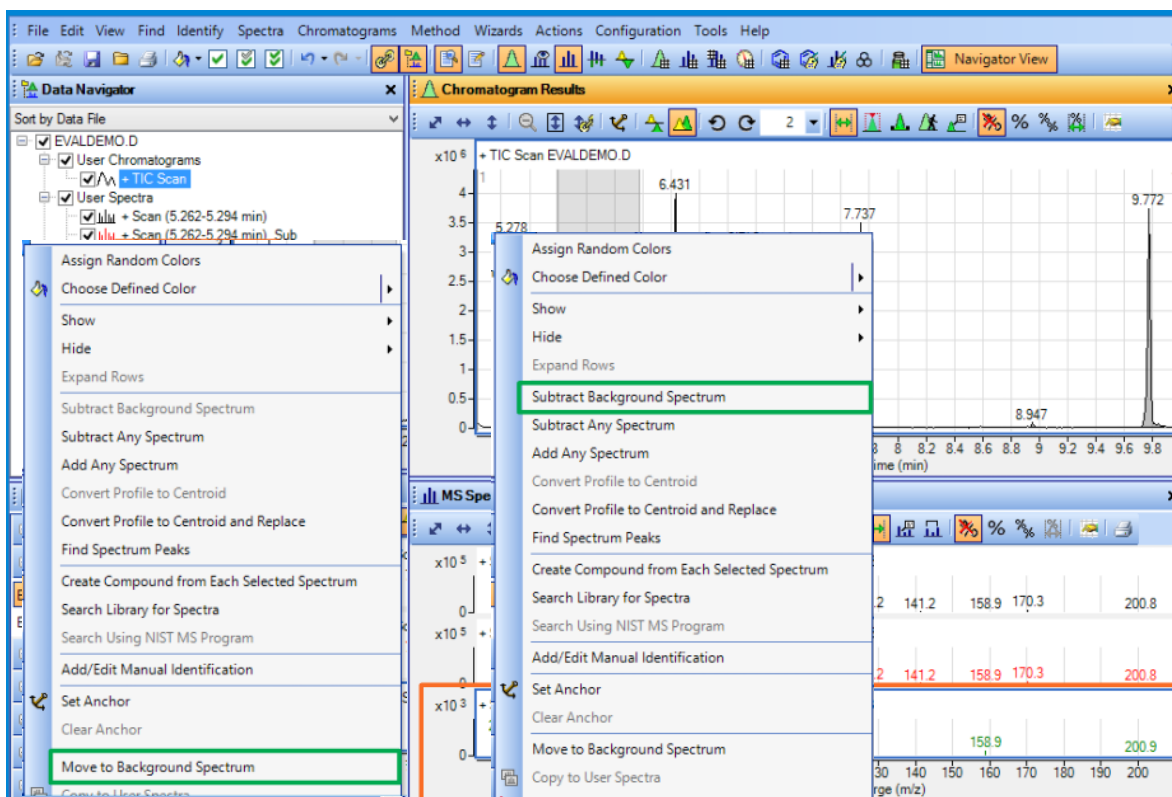 File Edit View Find Identify Spectra Chromatograms Method Wizards Actions Configuration Tools Help
Navigator View
Data Navigator
Sort by Data File
EVALDEMO.D
User Chromatograms
+ TIC Scan
User Spectra
+ Scan (5.262-5.294 min)
+ Scan (5.262-5.294 min) Sub
Assign Random Colors
Choose Defined Color
Show
Hide
Expand Rows
Subtract Background Spectrum
Subtract Any Spectrum
Add Any Spectrum
Convert Profile to Centroid
Convert Profile to Centroid and Replace
Find Spectrum Peaks
Create Compound from Each Selected Spectrum
Search Library for Spectra
Search Using NIST MS Program
Add/Edit Manual Identification
Set Anchor
Clear Anchor
Move to Background Spectrum
Copy to User Spectra
Chromatogram Results
2
x10 6 + TIC Scan EVALDEMO.D
1
4
3.5
3
2.5
2
1.5
1
0.5
0
5.278
6.431
7.737
8.947
9.772
8 8.2 8.4 8.6 8.8 9 9.2 9.4 9.6 9.8
Assign Random Colors
Choose Defined Color
Show
Hide
Expand Rows
Subtract Background Spectrum
Subtract Any Spectrum
Add Any Spectrum
Convert Profile to Centroid
Convert Profile to Centroid and Replace
Find Spectrum Peaks
Create Compound from Each Selected Spectrum
Search Library for Spectra
Search Using NIST MS Program
Add/Edit Manual Identification
Set Anchor
Clear Anchor
Move to Background Spectrum
Copy to User Spectra
(min)
MS Spe
x10 5 +
0
141.2 158.9 170.3 200.8
x10 5 +
0
141.2 158.9 170.3 200.8
x10 3 +
0
158.9 200.9
30 140 150 160 170 180 190 200
rge (m/z)